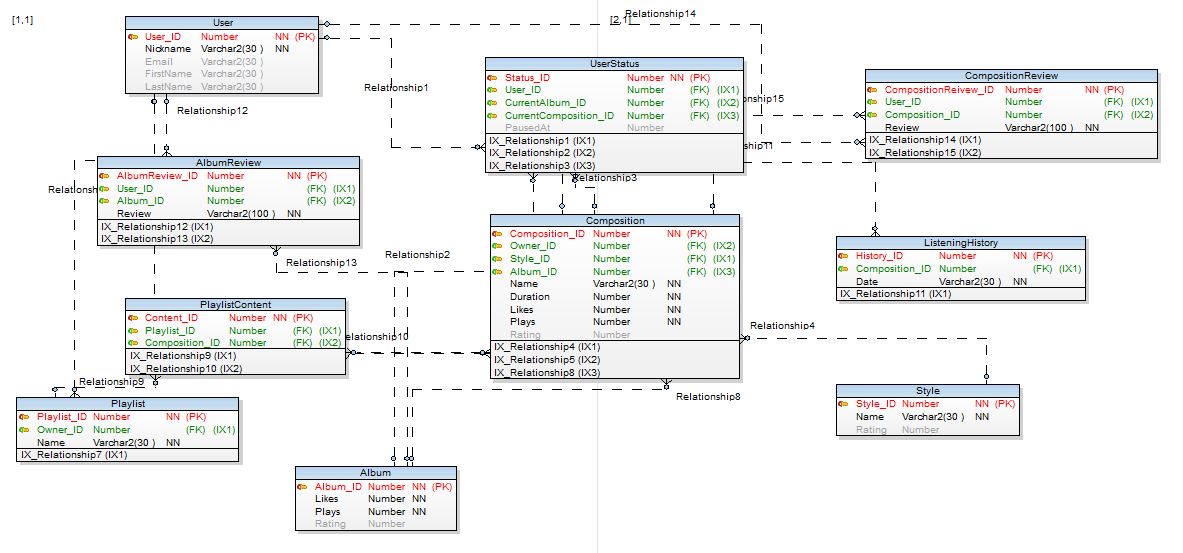 [1,1]
[2,1]
Relationship14
User
User_ID Number NN (PK)
Nickname Varchar2(30 ) NN
Email Varchar2(30 )
FirstName Varchar2(30 )
LastName Varchar2(30 )
Relationship1
Relationship12
UserStatus
Status_ID Number NN (PK)
User_ID Number (FK) (IX1)
CurrentAlbum_ID Number (FK) (IX2)
CurrentComposition_ID Number (FK) (IX3)
PausedAt Number
IX_Relationship1 (IX1)
IX_Relationship2 (IX2)
IX_Relationship3 (IX3)
nship15
ship11
CompositionReview
CompositionReivew_ID Number NN (PK)
User_ID Number (FK) (IX1)
Composition_ID Number (FK) (IX2)
Review Varchar2(100 ) NN
IX_Relationship14 (IX1)
IX_Relationship15 (IX2)
AlbumReview
AlbumReview_ID Number NN (PK)
User_ID Number (FK) (IX1)
Album_ID Number (FK) (IX2)
Review Varchar2(100 ) NN
IX_Relationship12 (IX1)
IX_Relationship13 (IX2)
Relationsh
Relationship3
Relationship13
Relationship2
Composition
Composition_ID Number NN (PK)
Owner_ID Number (FK) (IX2)
Style_ID Number (FK) (IX1)
Album_ID Number (FK) (IX3)
Name Varchar2(30 ) NN
Duration Number NN
Likes Number NN
Plays Number NN
Rating Number
IX_Relationship4 (IX1)
IX_Relationship5 (IX2)
IX_Relationship8 (IX3)
ListeningHistory
History_ID Number NN (PK)
Composition_ID Number (FK) (IX1)
Date Varchar2(30 ) NN
IX_Relationship11 (IX1)
PlaylistContent
Content_ID Number NN (PK)
Playlist_ID Number (FK) (IX1)
Composition_ID Number (FK) (IX2)
IX_Relationship9 (IX1)
IX_Relationship10 (IX2)
elationship10
Relationship4
Relationship9
Relationship8
Playlist
Playlist_ID Number NN (PK)
Owner_ID Number (FK) (IX1)
Name Varchar2(30 ) NN
IX_Relationship7 (IX1)
Style
Style_ID Number NN (PK)
Name Varchar2(30 ) NN
Rating Number
Album
Album_ID Number NN (PK)
Likes Number NN
Plays Number NN
Rating Number